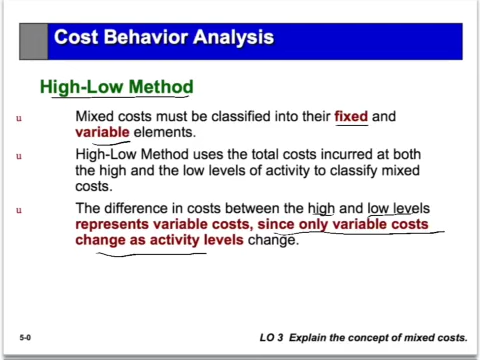 Cost Behavior Analysis
High-Low Method
u Mixed costs must be classified into their fixed and
variable elements.
u High-Low Method uses the total costs incurred at both
the high and the low levels of activity to classify mixed
costs.
u The difference in costs between the high and low levels
represents variable costs, since only variable costs
change as activity levels change.
5-0 LO 3 Explain the concept of mixed costs.